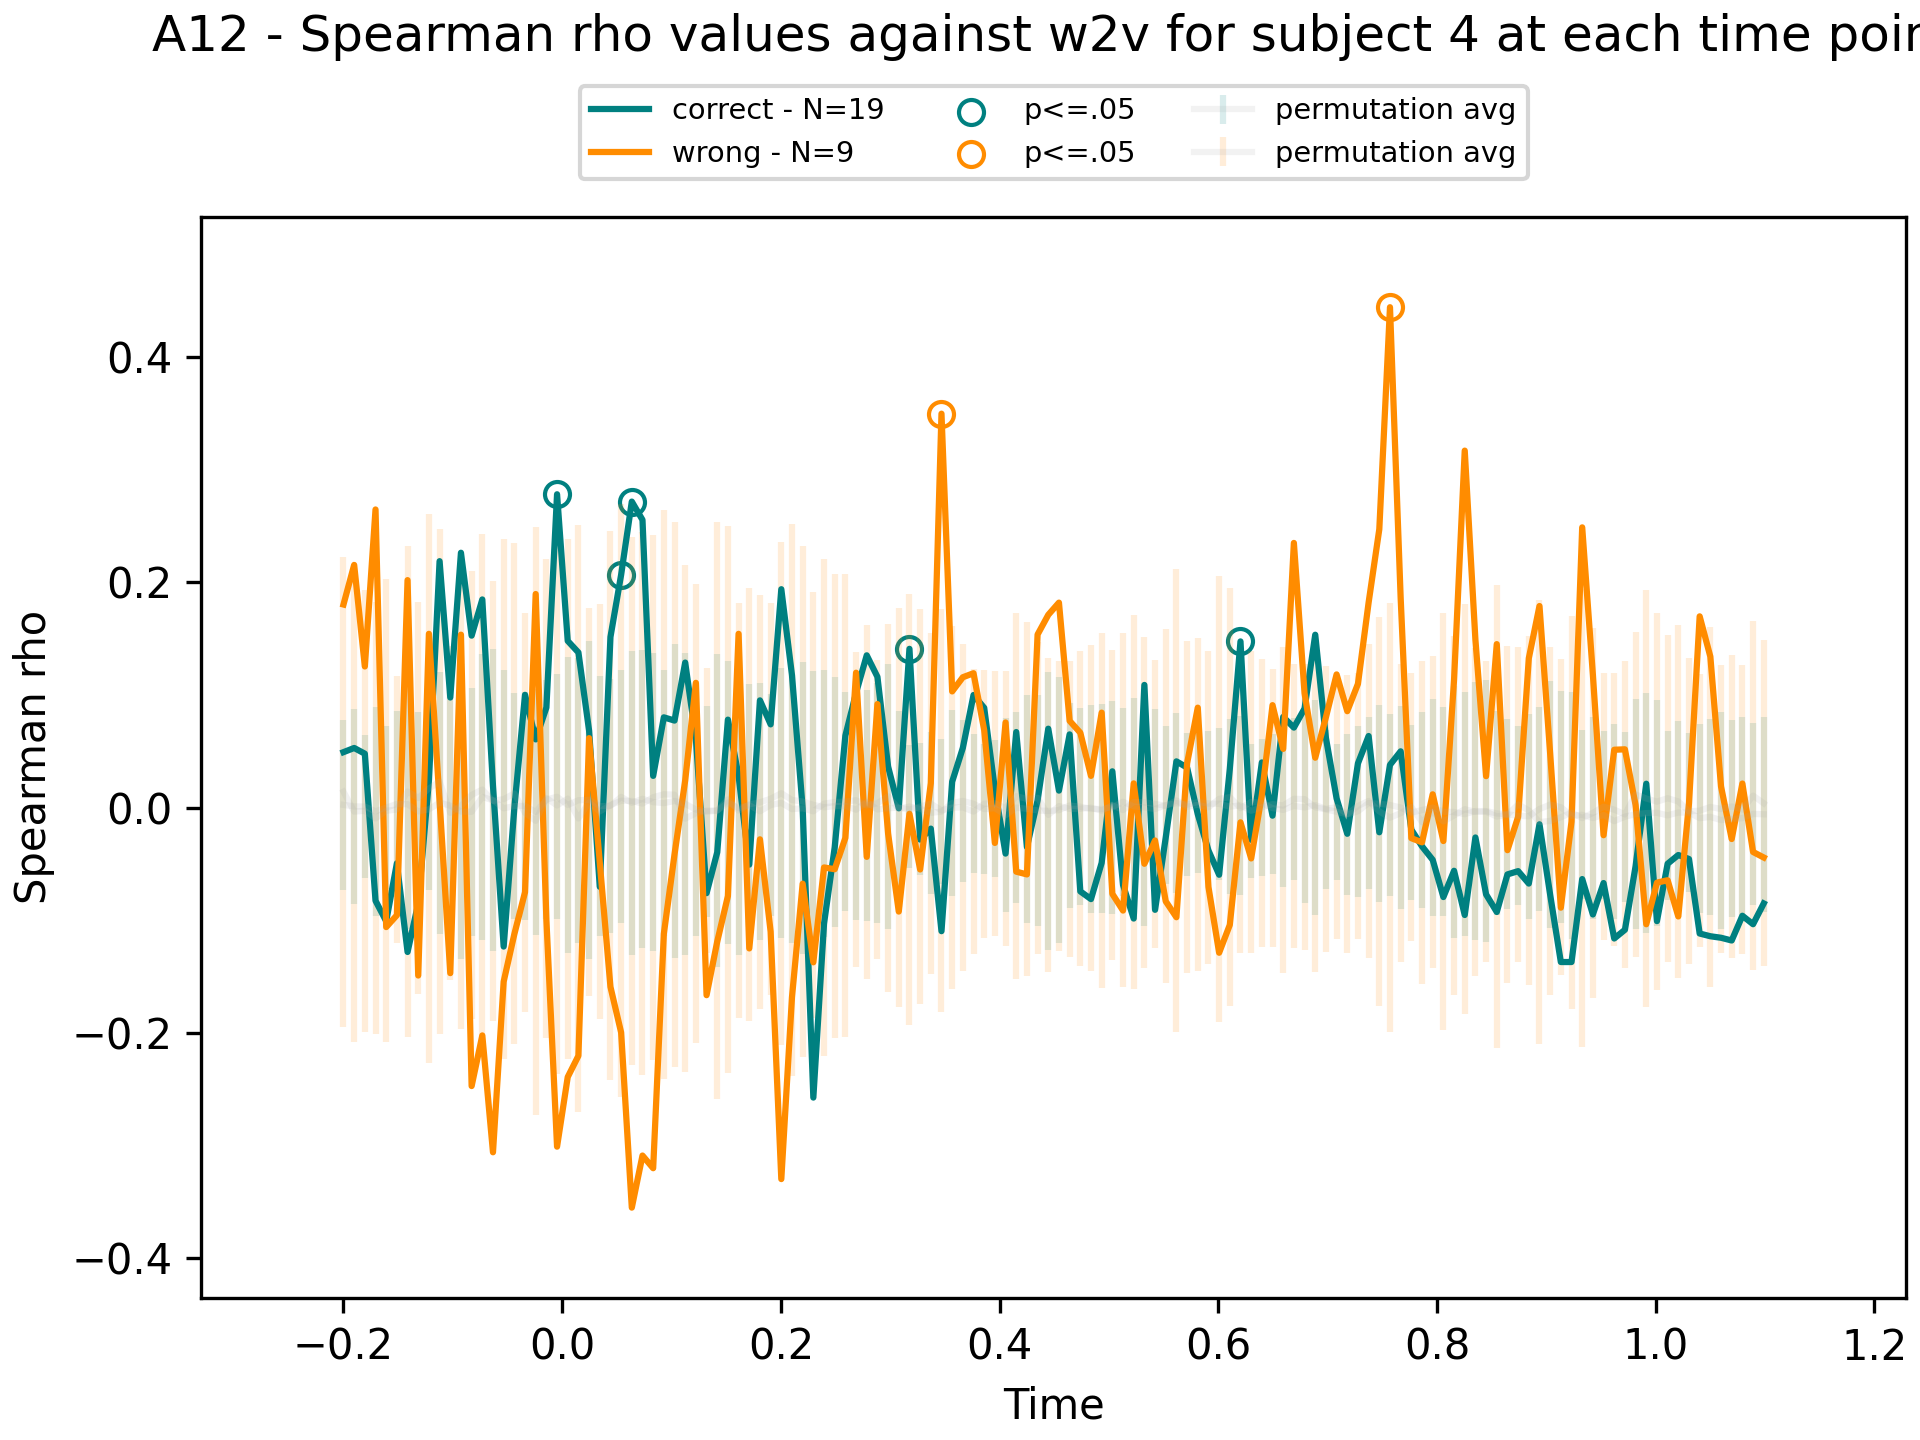 A12 - Spearman rho values against w2v for subject 4 at each time poin
correct - N=19
wrong - N=9
p<=.05
p<=.05
permutation avg
permutation avg
Spearman rho
0.4
0.2
0.0
−0.2
−0.4
−0.2 0.0 0.2 0.4 0.6 0.8 1.0 1.2
Time